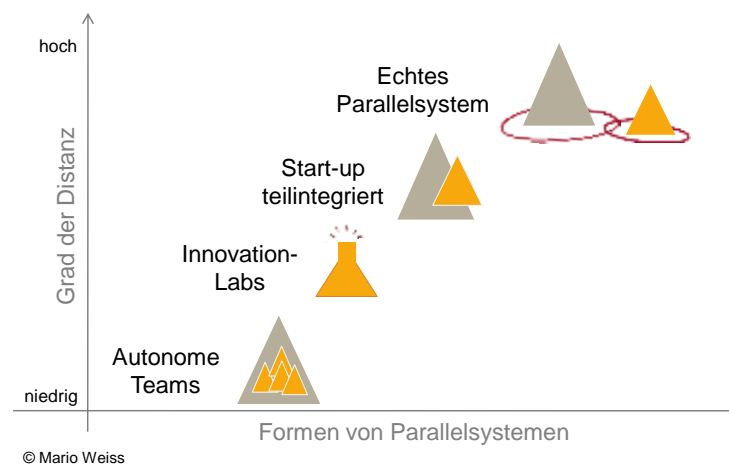 hoch
Echtes
Parallelsystem
Start-up
teilintegriert
Innovation-
Labs
Autonome
Teams
niedrig
Grad der Distanz
Formen von Parallelsystemen
© Mario Weiss